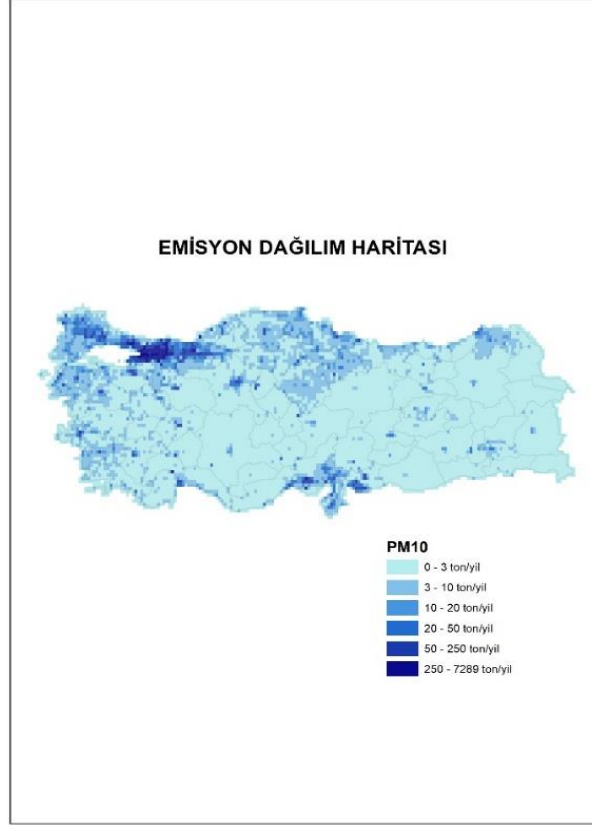 EMİSYON DAĞILIM HARİTASI
PM10
0 - 3 ton/yil
3 - 10 ton/yil
10 - 20 ton/yil
20 - 50 ton/yil
50 - 250 ton/yil
250 - 7289 ton/yil